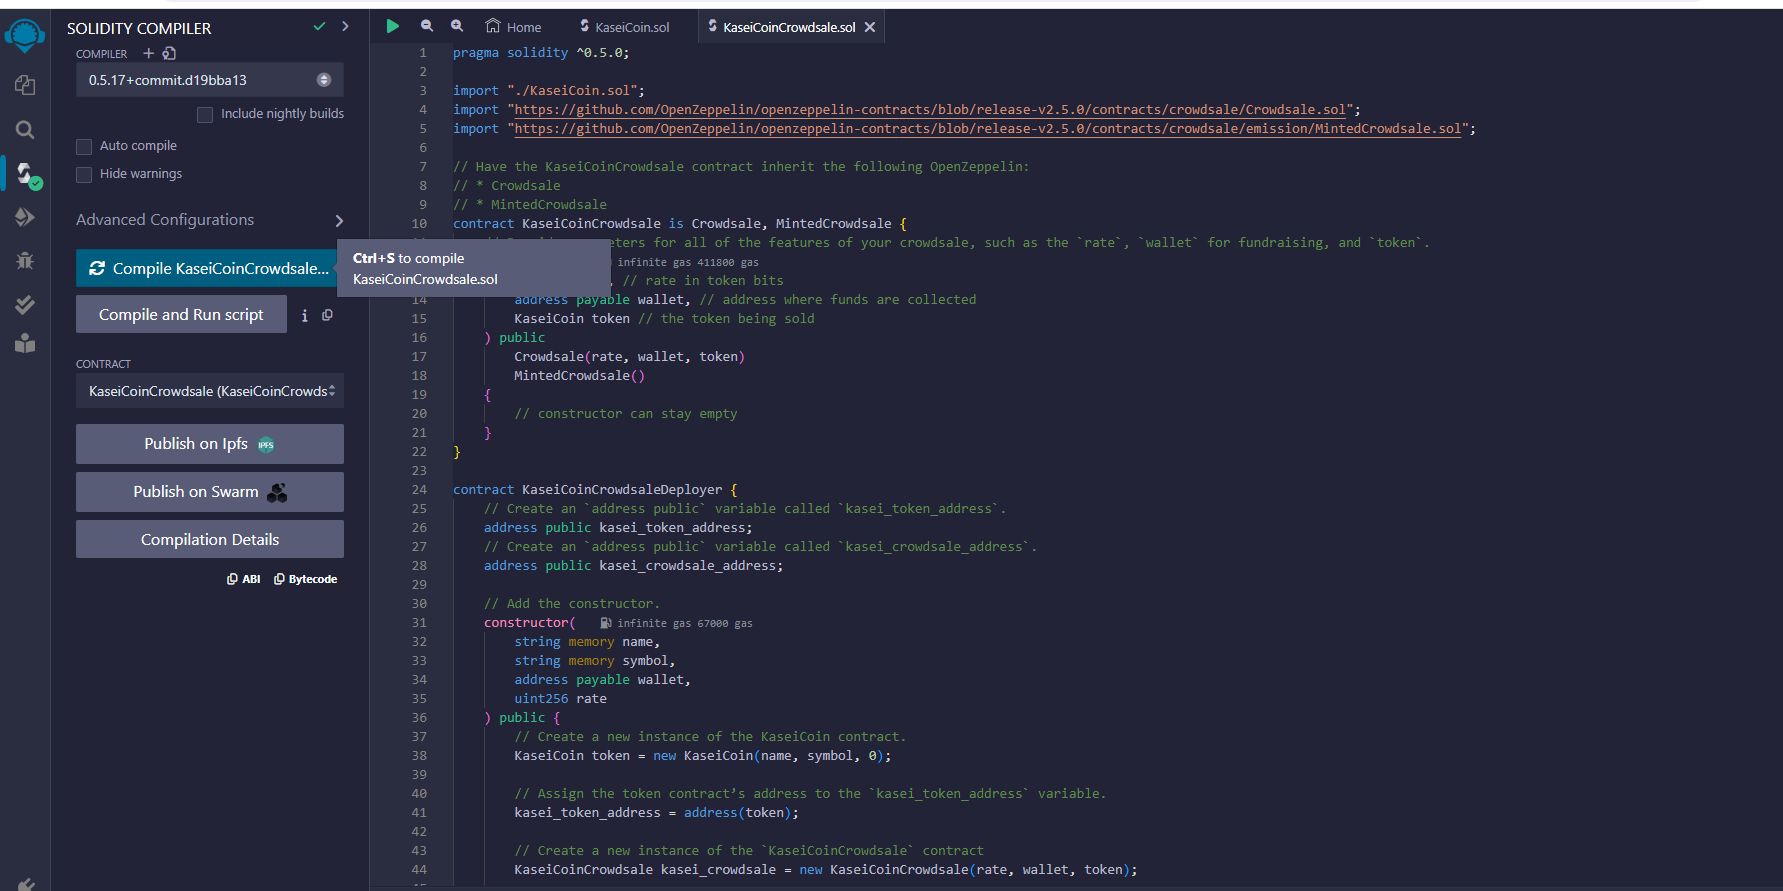 SOLIDITY COMPILER
COMPILER
0.5.17+commit.d19bba13
Include nightly builds
Auto compile
Hide warnings
Advanced Configurations
Compile KaseiCoinCrowdsale...
Ctrl+S to compile
KaseiCoinCrowdsale.sol
Compile and Run script
i
CONTRACT
KaseiCoinCrowdsale (KaseiCoinCrowds
Publish on Ipfs
IPFS
Publish on Swarm
Compilation Details
ABI Bytecode
Home KaseiCoin.sol KaseiCoinCrowdsale.sol
1 pragma solidity ^0.5.0;
2
3 import "./KaseiCoin.sol";
4 import "https://github.com/OpenZeppelin/openzeppelin-contracts/blob/release-v2.5.0/contracts/crowdsale/Crowdsale.sol";
5 import "https://github.com/OpenZeppelin/openzeppelin-contracts/blob/release-v2.5.0/contracts/crowdsale/emission/MintedCrowdsale.sol";
6
7 // Have the KaseiCoinCrowdsale contract inherit the following OpenZeppelin:
8 // * Crowdsale
9 // * MintedCrowdsale
10 contract KaseiCoinCrowdsale is Crowdsale, MintedCrowdsale {
for all of the features of your crowdsale, such as the `rate`, `wallet` for fundraising, and `token`.
infinite gas 411800 gas
, // rate in token bits
14 address payable wallet, // address where funds are collected
15 KaseiCoin token // the token being sold
16 ) public
17 Crowdsale(rate, wallet, token)
18 MintedCrowdsale()
19 {
20 // constructor can stay empty
21 }
22 }
23
24 contract KaseiCoinCrowdsaleDeployer {
25 // Create an `address public` variable called `kasei_token_address`.
26 address public kasei_token_address;
27 // Create an `address public` variable called `kasei_crowdsale_address`.
28 address public kasei_crowdsale_address;
29
30 // Add the constructor.
31 constructor( infinite gas 67000 gas
32 string memory name,
33 string memory symbol,
34 address payable wallet,
35 uint256 rate
36 ) public {
37 // Create a new instance of the KaseiCoin contract.
38 KaseiCoin token = new KaseiCoin(name, symbol, 0);
39
40 // Assign the token contract’s address to the `kasei_token_address` variable.
41 kasei_token_address = address(token);
42
43 // Create a new instance of the `KaseiCoinCrowdsale` contract
44 KaseiCoinCrowdsale kasei_crowdsale = new KaseiCoinCrowdsale(rate, wallet, token);